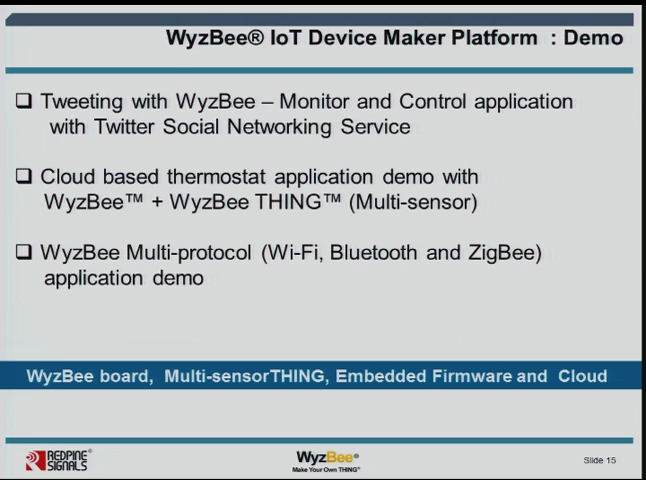 WyzBee® IoT Device Maker Platform : Demo
Tweeting with WyzBee – Monitor and Control application
with Twitter Social Networking Service
Cloud based thermostat application demo with
WyzBee™ + WyzBee THING™ (Multi-sensor)
WyzBee Multi-protocol (Wi-Fi, Bluetooth and ZigBee)
application demo
WyzBee board, Multi-sensorTHING, Embedded Firmware and Cloud
REDPINE®
SIGNALS
WyzBee®
Make Your Own THING®
Slide 15